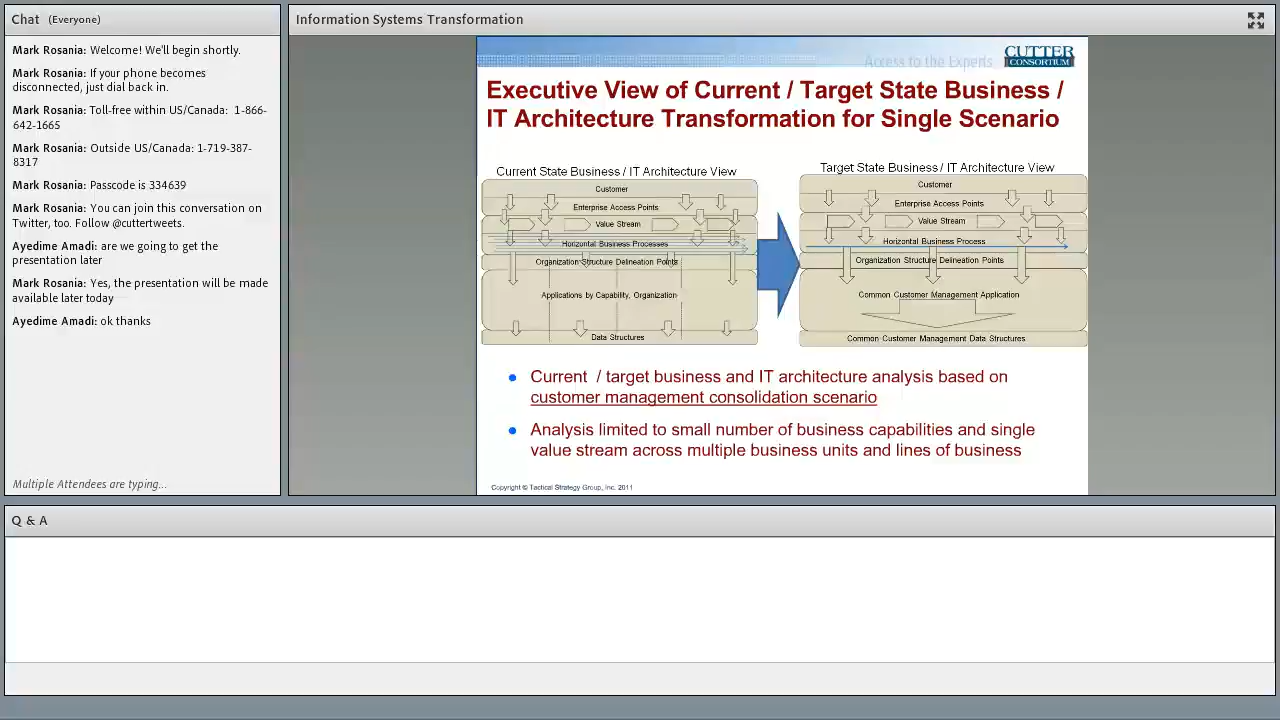 Chat (Everyone)
Mark Rosania: Welcome! We'll begin shortly.
Mark Rosania: If your phone becomes
disconnected, just dial back in.
Mark Rosania: Toll-free within US/Canada: 1-866-
642-1665
Mark Rosania: Outside US/Canada: 1-719-387-
8317
Mark Rosania: Passcode is 334639
Mark Rosania: You can join this conversation on
Twitter, too. Follow @cuttertweets.
Ayedime Amadi: are we going to get the
presentation later
Mark Rosania: Yes, the presentation will be made
available later today
Ayedime Amadi: ok thanks
Multiple Attendees are typing...
Information Systems Transformation
Access to the Experts
CUTTER
CONSORTIUM
Executive View of Current / Target State Business /
IT Architecture Transformation for Single Scenario
Current State Business / IT Architecture View
Customer
Enterprise Access Points
Value Stream
Horizontal Business Processes
Organization Structure Delineation Points
Applications by Capability, Organization
Data Structures
Target State Business / IT Architecture View
Customer
Enterprise Access Points
Value Stream
Horizontal Business Process
Organization Structure Delineation Points
Common Customer Management Application
Common Customer Management Data Structures
Current / target business and IT architecture analysis based on
customer management consolidation scenario
Analysis limited to small number of business capabilities and single
value stream across multiple business units and lines of business
Copyright © Tactical Strategy Group, Inc. 2011
Q & A